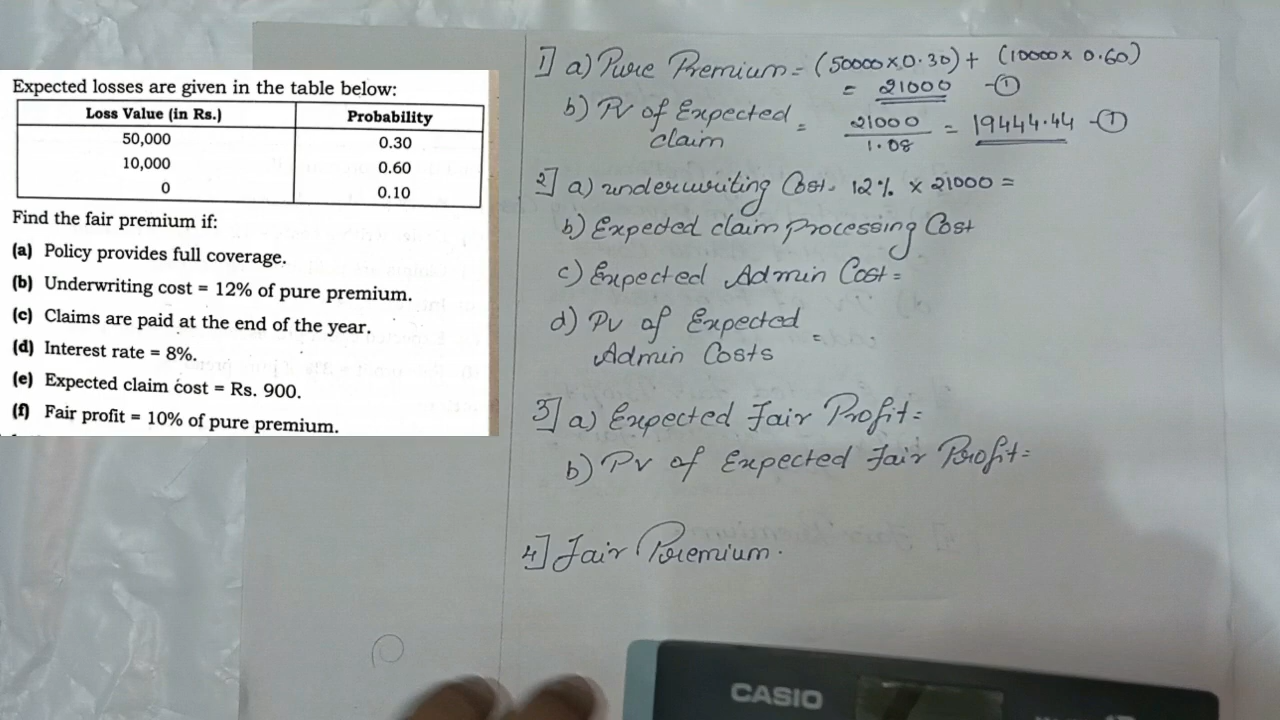 Expected losses are given in the table below:
Loss Value (in Rs.) Probability
50,000 0.30
10,000 0.60
0 0.10
Find the fair premium if:
(a) Policy provides full coverage.
(b) Underwriting cost = 12% of pure premium.
(c) Claims are paid at the end of the year.
(d) Interest rate = 8%.
(e) Expected claim cost = Rs. 900.
(f) Fair profit = 10% of pure premium.
1] a) Pure Premium = (50000 x 0.30) + (10000 x 0.60)
= 21000 - ①
b) PV of Expected claim = 21000 / 1.08 = 19444.44 - ①
2] a) underwriting Cost = 12% x 21000 =
b) Expected claim processing Cost
c) Expected Admin Cost =
d) PV of Expected Admin Costs =
3] a) Expected Fair Profit =
b) PV of Expected Fair Profit =
4] Fair Premium.
CASIO